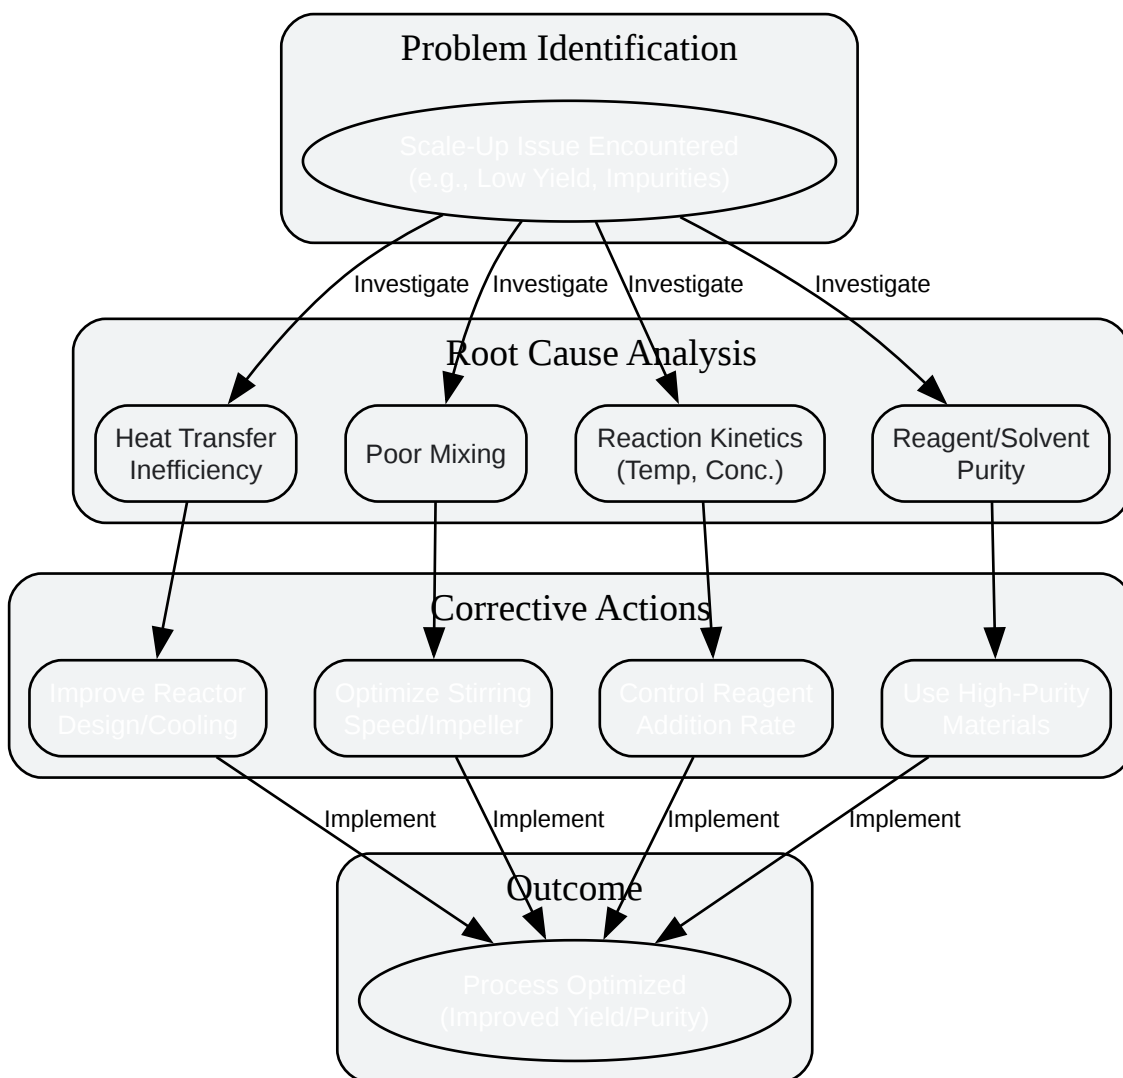 Problem Identification
Scale-Up Issue Encountered
(e.g., Low Yield, Impurities)
Investigate
Investigate
Investigate
Investigate
Root Cause Analysis
Heat Transfer
Inefficiency
Poor Mixing
Reaction Kinetics
(Temp, Conc.)
Reagent/Solvent
Purity
Corrective Actions
Improve Reactor
Design/Cooling
Optimize Stirring
Speed/Impeller
Control Reagent
Addition Rate
Use High-Purity
Materials
Implement
Implement
Implement
Implement
Outcome
Process Optimized
(Improved Yield/Purity)